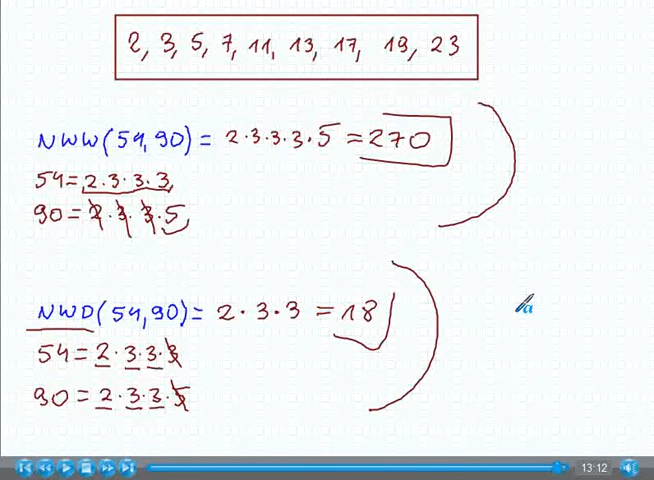 2, 3, 5, 7, 11, 13, 17, 19, 23
NWW(54,90) = 2·3·3·3·5 = 270
54 = 2·3·3·3
90 = 2·3·3·5
NWD(54,90) = 2·3·3 = 18
54 = 2·3·3·3
90 = 2·3·3·5
a
13:12